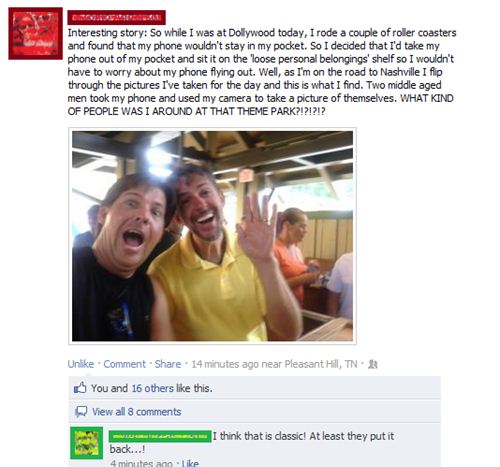 Interesting story: So while I was at Dollywood today, I rode a couple of roller coasters
and found that my phone wouldn't stay in my pocket. So I decided that I'd take my
phone out of my pocket and sit it on the 'loose personal belongings' shelf so I wouldn't
have to worry about my phone flying out. Well, as I'm on the road to Nashville I flip
through the pictures I've taken for the day and this is what I find. Two middle aged
men took my phone and used my camera to take a picture of themselves. WHAT KIND
OF PEOPLE WAS I AROUND AT THAT THEME PARK?!?!?!?
Unlike · Comment · Share · 14 minutes ago near Pleasant Hill, TN ·
You and 16 others like this.
View all 8 comments
I think that is classic! At least they put it
back...!
4 minutes ago · Like